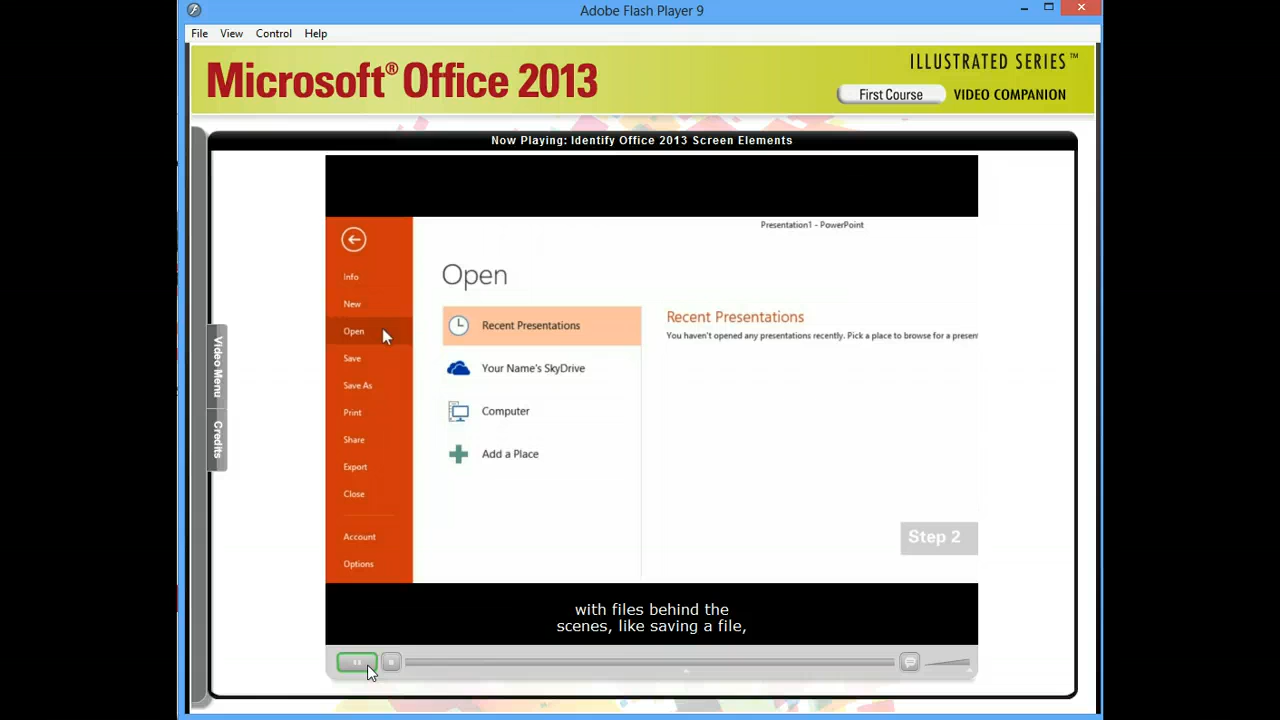 Adobe Flash Player 9
File View Control Help
Microsoft® Office 2013
ILLUSTRATED SERIES™
First Course VIDEO COMPANION
Now Playing: Identify Office 2013 Screen Elements
Presentation1 - PowerPoint
Info
New
Open
Save
Save As
Print
Share
Export
Close
Account
Options
Open
Recent Presentations
Your Name's SkyDrive
Computer
Add a Place
Recent Presentations
You haven't opened any presentations recently. Pick a place to browse for a presen
Step 2
Video Menu
Credits
with files behind the
scenes, like saving a file,